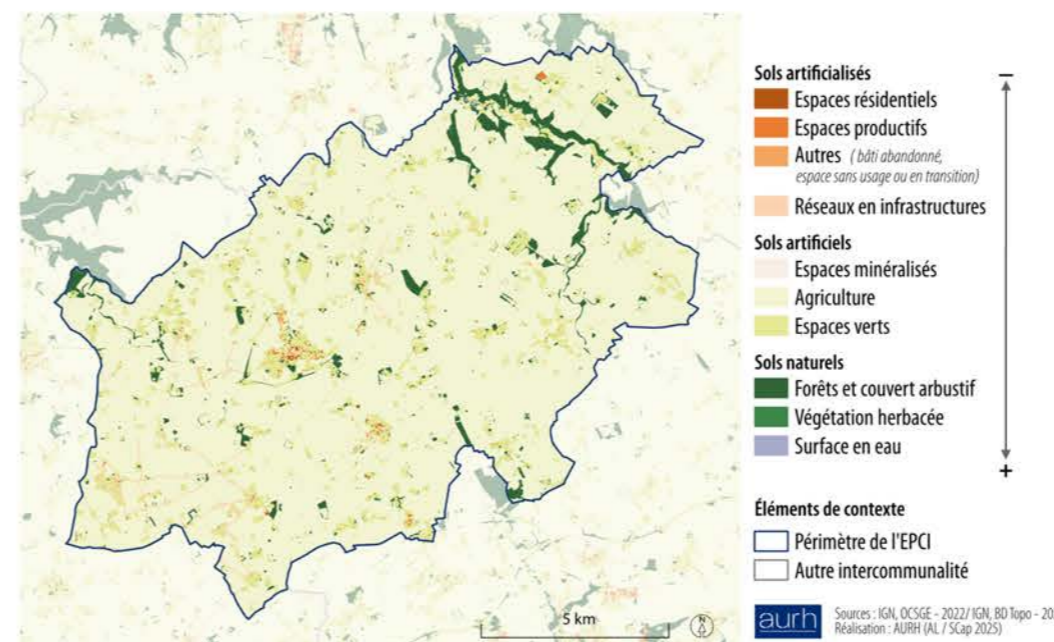 Sols artificialisés
Espaces résidentiels
Espaces productifs
Autres ( bâti abandonné,
espace sans usage ou en transition)
Réseaux en infrastructures
Sols artificiels
Espaces minéralisés
Agriculture
Espaces verts
Sols naturels
Forêts et couvert arbustif
Végétation herbacée
Surface en eau
–
+
Éléments de contexte
Périmètre de l'EPCI
Autre intercommunalité
5 km
N
aurh
Sources : IGN, OCSGE - 2022/ IGN, BD Topo - 20
Réalisation : AURH (AL / SCap 2025)